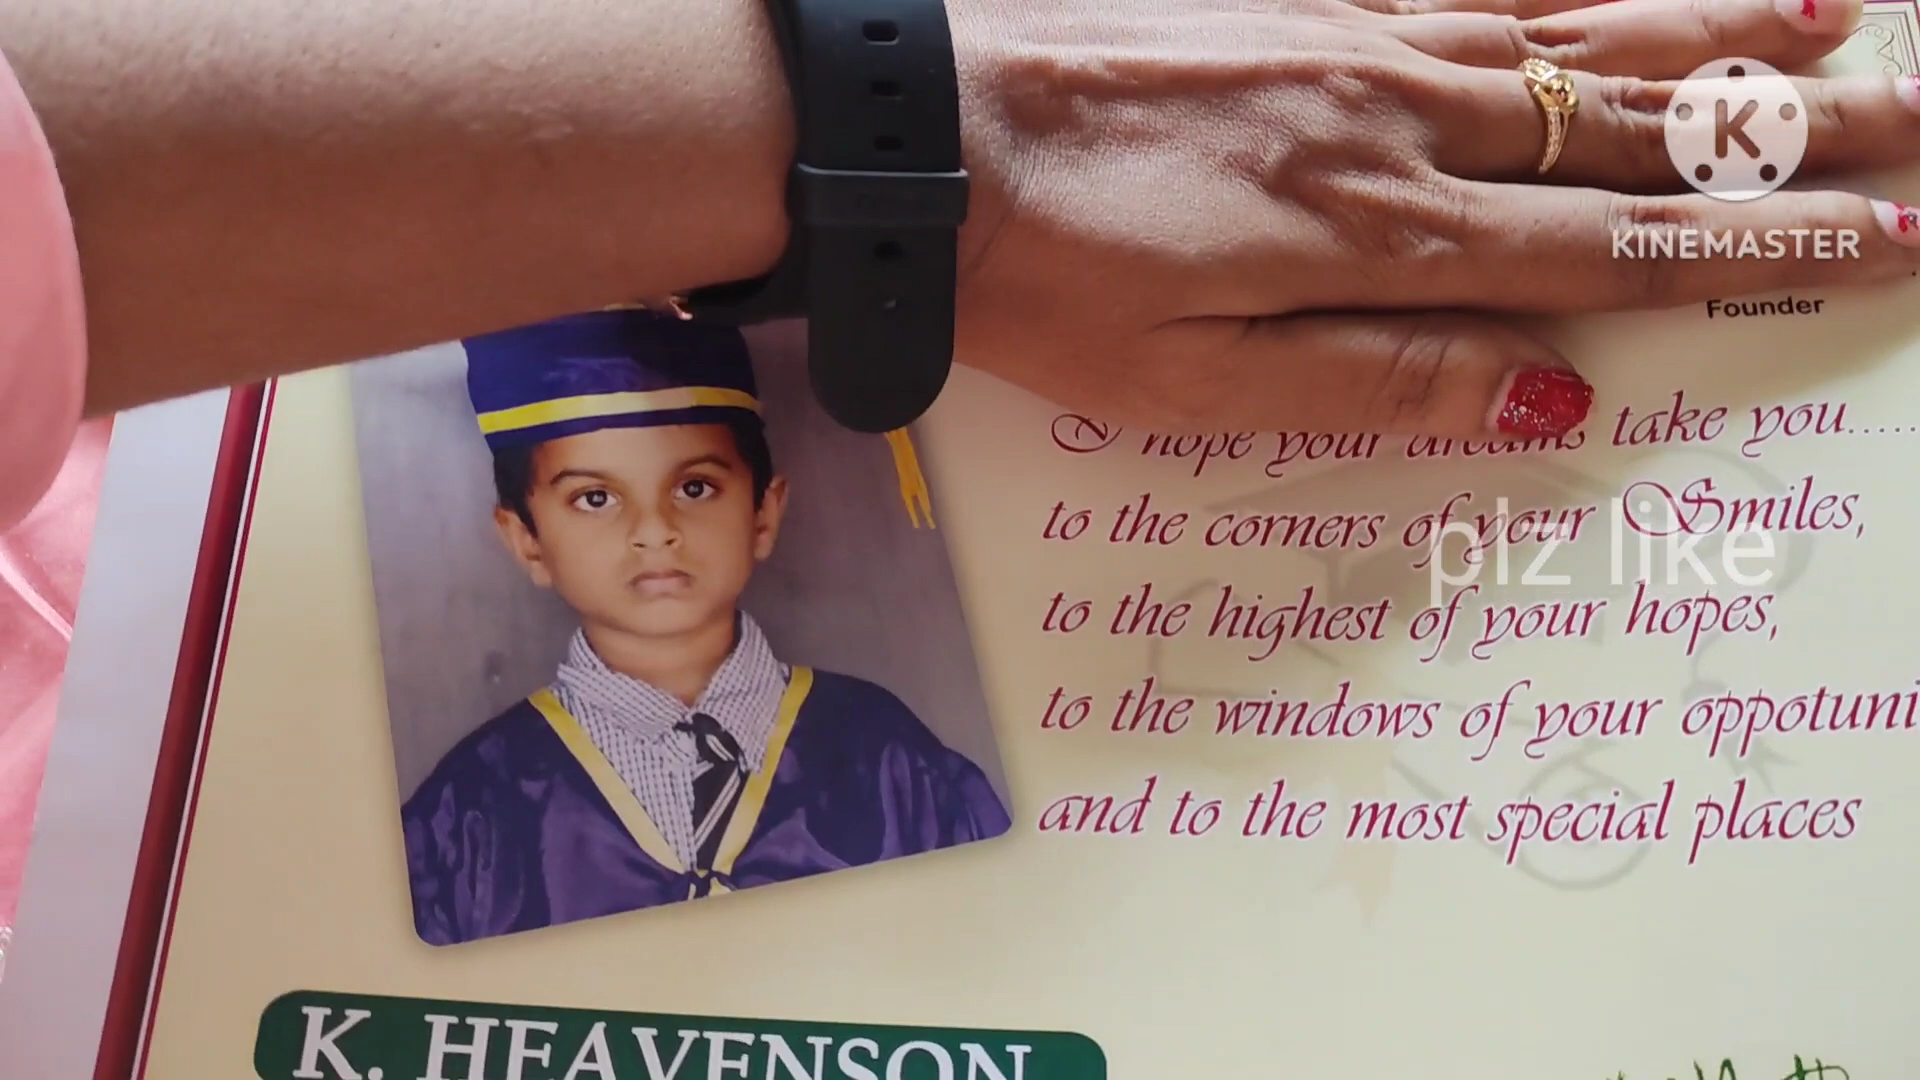 K
KINEMASTER
Founder
I hope your dreams take you.....
to the corners of your Smiles,
plz like
to the highest of your hopes,
to the windows of your oppotuni
and to the most special places
K. HEAVENSON